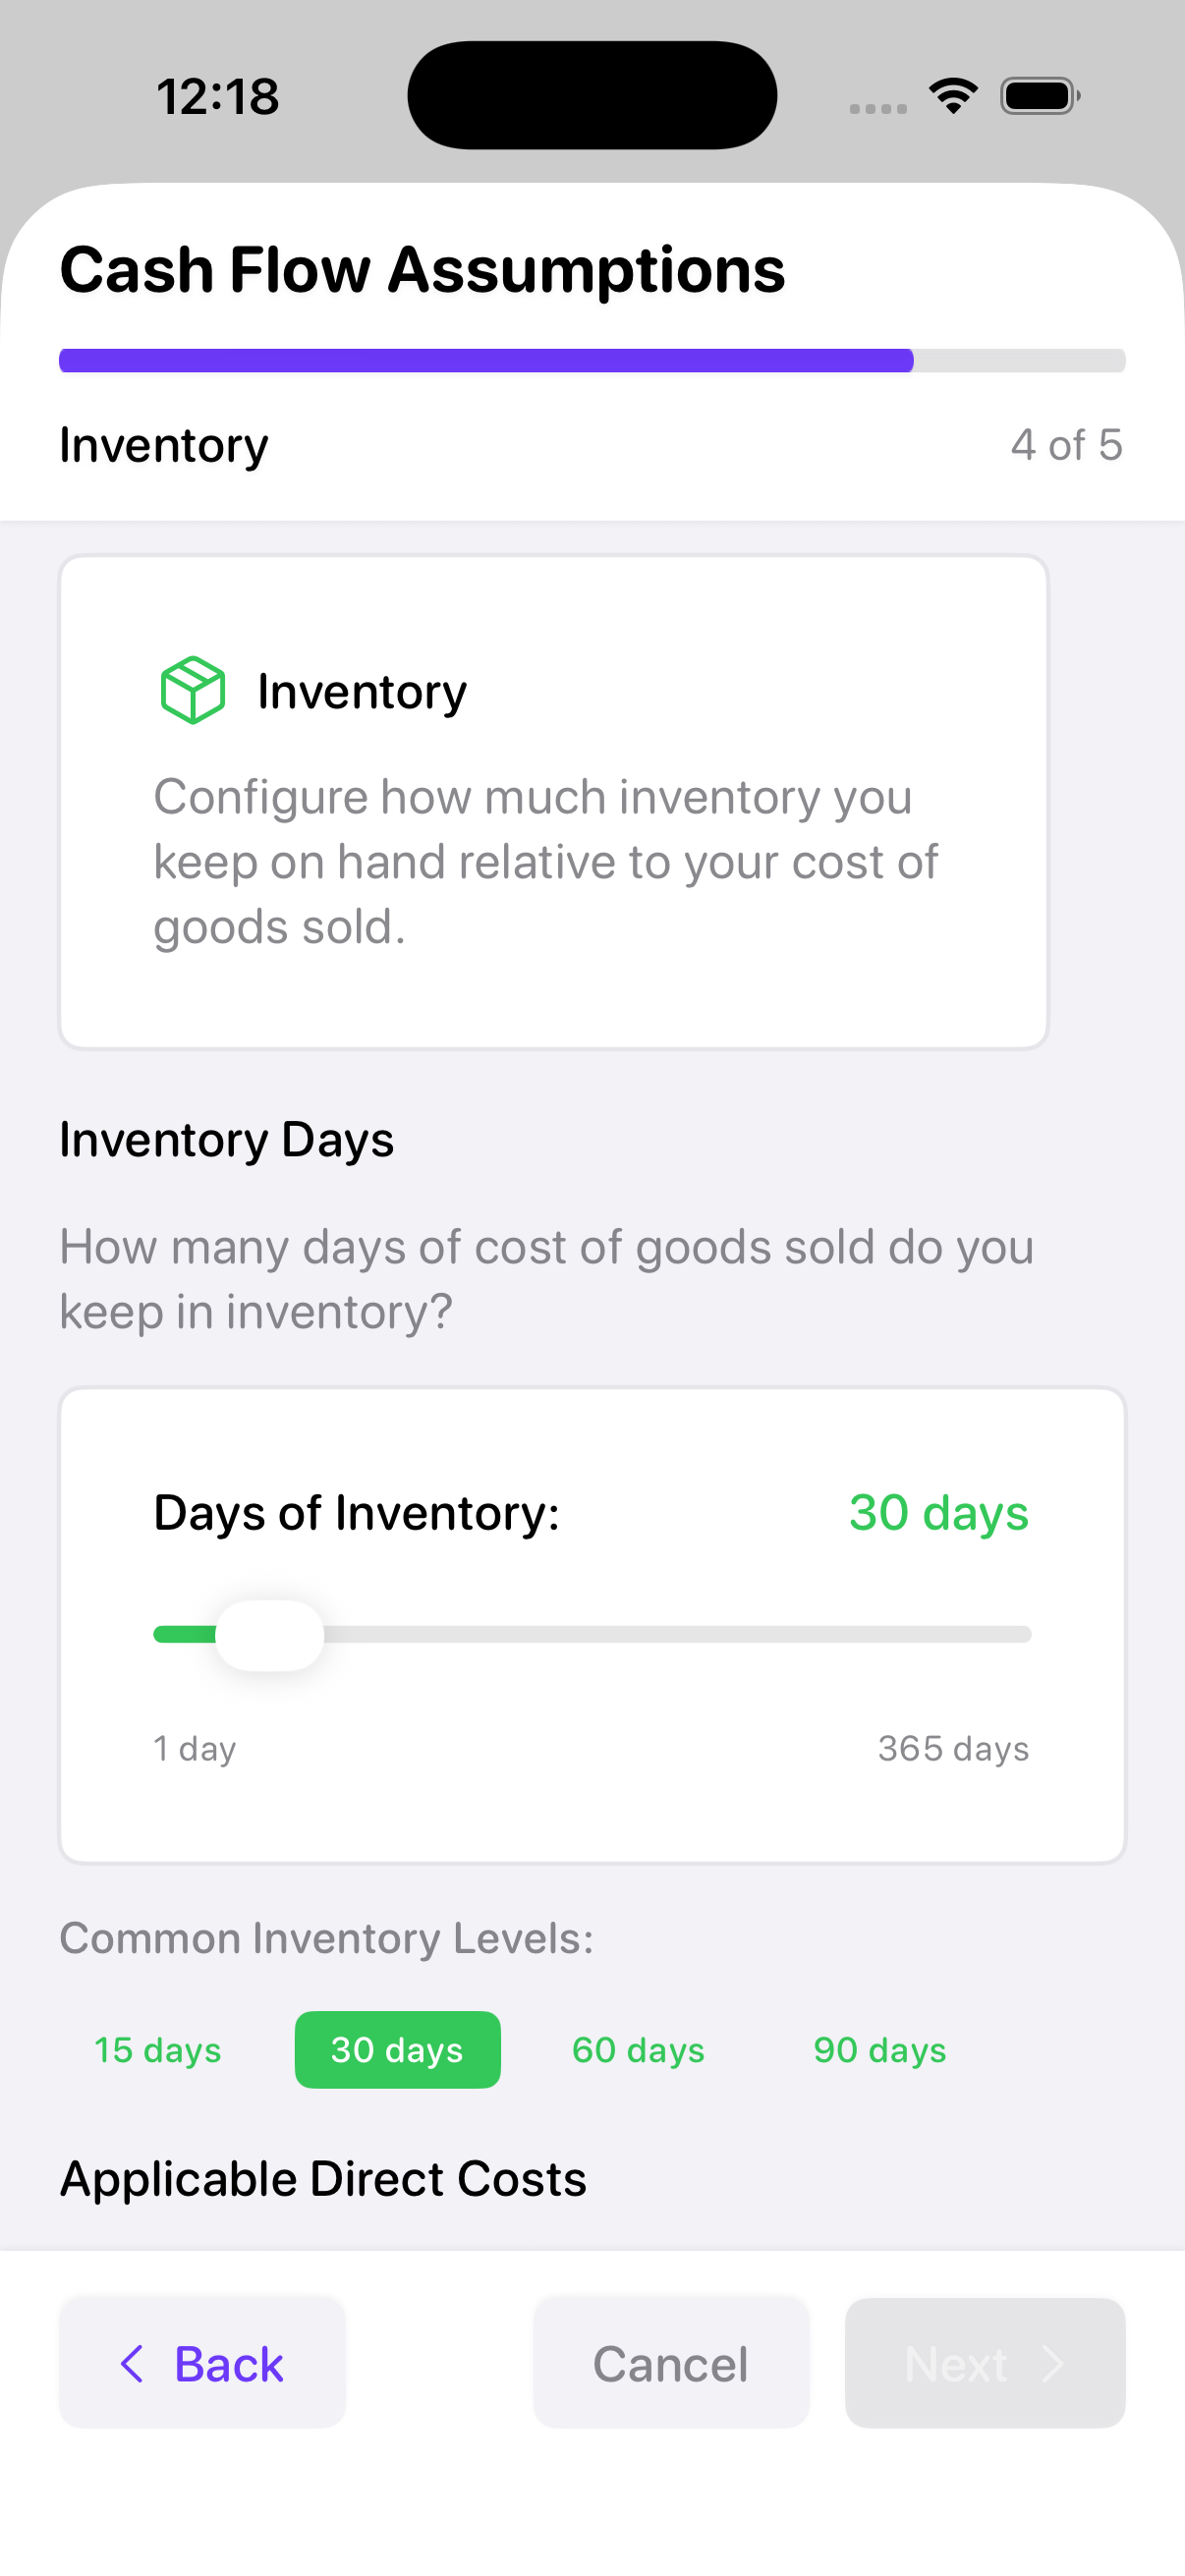 12:18
Cash Flow Assumptions
Inventory
4 of 5
Inventory
Configure how much inventory you
keep on hand relative to your cost of
goods sold.
Inventory Days
How many days of cost of goods sold do you
keep in inventory?
Days of Inventory:
30 days
1 day
365 days
Common Inventory Levels:
15 days
30 days
60 days
90 days
Applicable Direct Costs
Back
Cancel
Next